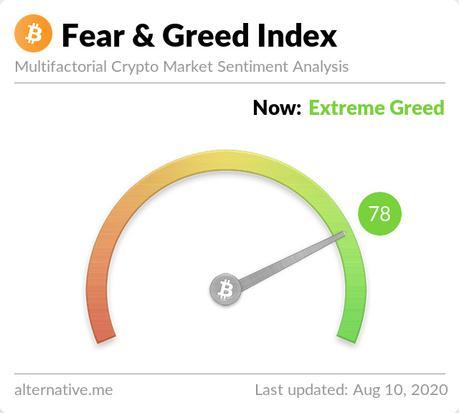 Fear & Greed Index
Multifactorial Crypto Market Sentiment Analysis
Now: Extreme Greed
78
alternative.me Last updated: Aug 10, 2020